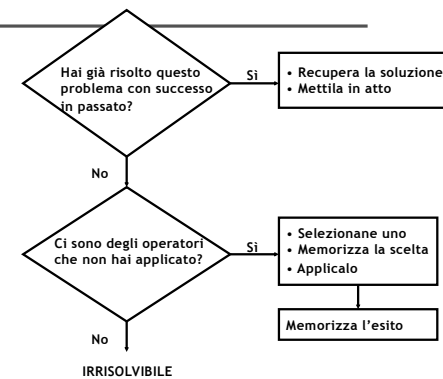 Hai già risolto questo
problema con successo
in passato?
Sì
• Recupera la soluzione
• Mettila in atto
No
Ci sono degli operatori
che non hai applicato?
Sì
• Selezionane uno
• Memorizza la scelta
• Applicalo
Memorizza l'esito
No
IRRISOLVIBILE